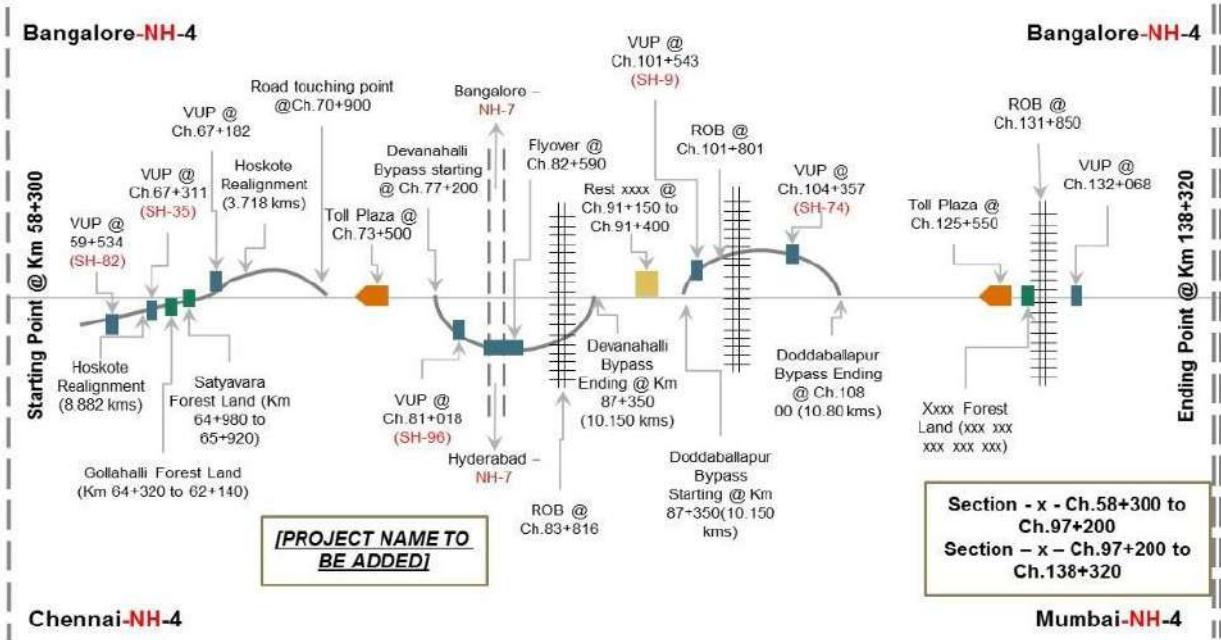 Bangalore-NH-4
Bangalore-NH-4
Starting Point @ Km 58+300
VUP @
59+534
(SH-82)
VUP @
Ch.67+311
(SH-35)
VUP @
Ch.67+182
Hoskote
Realignment
(3.718 kms)
Road touching point
@Ch.70+900
Toll Plaza @
Ch.73+500
Devanahalli
Bypass starting
@ Ch.77+200
Bangalore –
NH-7
Flyover @
Ch.82+590
Rest xxxx @
Ch.91+150 to
Ch.91+400
VUP @
Ch.101+543
(SH-9)
ROB @
Ch.101+801
VUP @
Ch.104+357
(SH-74)
Toll Plaza @
Ch.125+550
ROB @
Ch.131+850
VUP @
Ch.132+068
Ending Point @ Km 138+320
Hoskote
Realignment
(8.882 kms)
Gollahalli Forest Land
(Km 64+320 to 62+140)
Satyavara
Forest Land (Km
64+980 to
65+920)
VUP @
Ch.81+018
(SH-96)
Hyderabad –
NH-7
ROB @
Ch.83+816
Devanahalli
Bypass
Ending @ Km
87+350
(10.150 kms)
Doddaballapur
Bypass
Starting @ Km
87+350(10.150
kms)
Doddaballapur
Bypass Ending
@ Ch.108
00 (10.80 kms)
Xxxx Forest
Land (xxx xxx
xxx xxx xxx)
[PROJECT NAME TO
BE ADDED]
Section - x - Ch.58+300 to
Ch.97+200
Section – x – Ch.97+200 to
Ch.138+320
Chennai-NH-4
Mumbai-NH-4